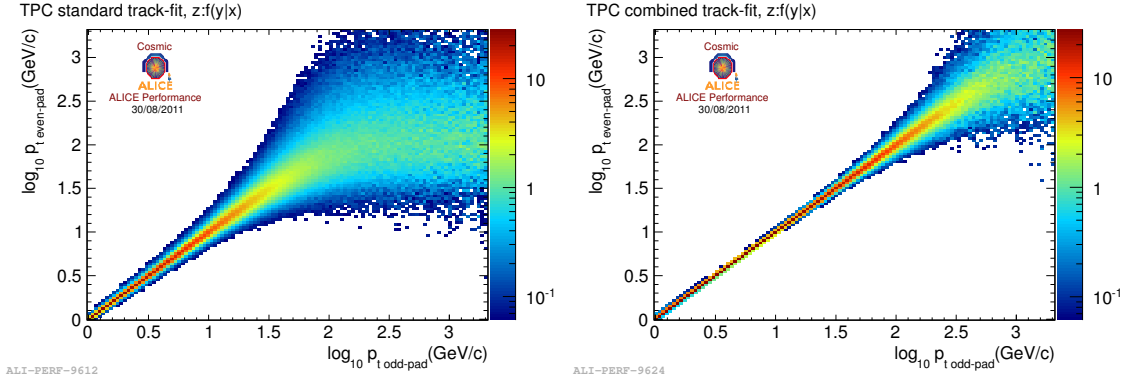 TPC standard track-fit, z:f(y|x)
log10 pt even-pad(GeV/c)
3
2.5
2
1.5
1
0.5
0
Cosmic
ALICE
ALICE Performance
30/08/2011
10
1
10-1
0 0.5 1 1.5 2 2.5 3
log10 pt odd-pad(GeV/c)
ALI-PERF-9612
TPC combined track-fit, z:f(y|x)
log10 pt even-pad(GeV/c)
3
2.5
2
1.5
1
0.5
0
Cosmic
ALICE
ALICE Performance
30/08/2011
10
1
10-1
0 0.5 1 1.5 2 2.5 3
log10 pt odd-pad(GeV/c)
ALI-PERF-9624